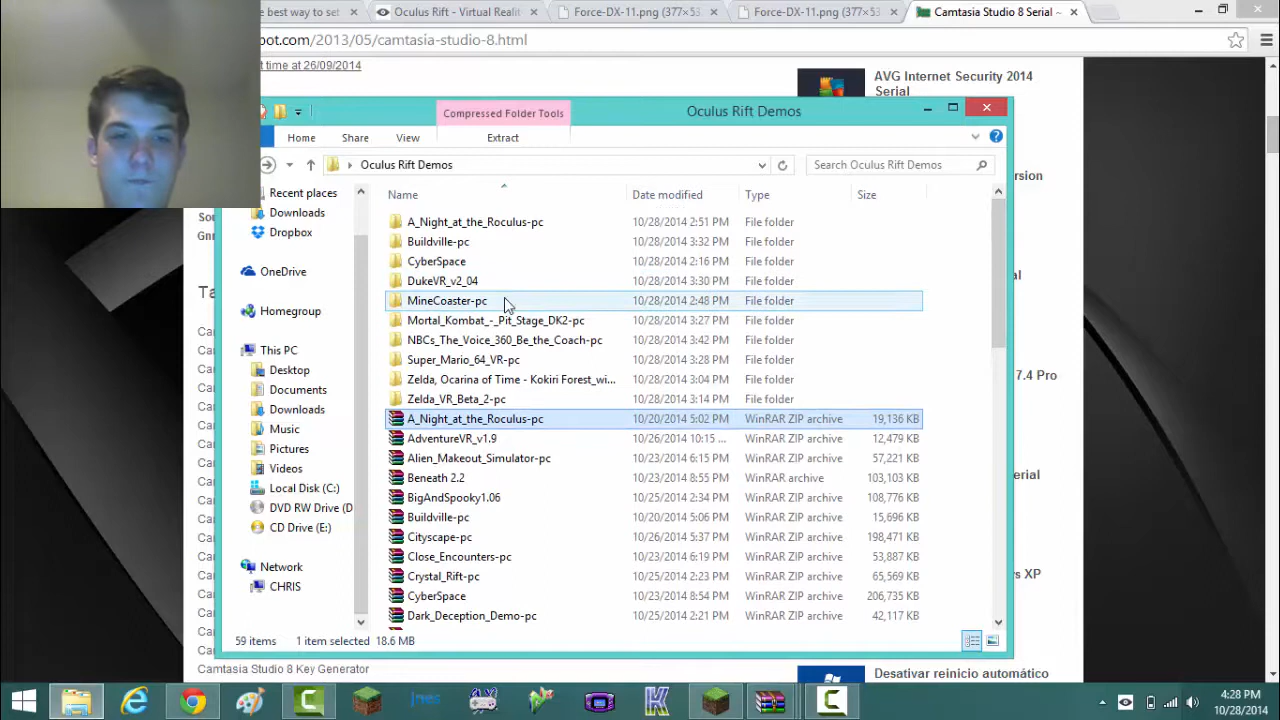 he best way to set
Oculus Rift - Virtual Realit
Force-DX-11.png (377×53
Force-DX-11.png (377×53
Camtasia Studio 8 Serial ~
pot.com/2013/05/camtasia-studio-8.html
st time at 26/09/2014
AVG Internet Security 2014
Serial
Compressed Folder Tools
Oculus Rift Demos
Home
Share
View
Extract
Oculus Rift Demos
Search Oculus Rift Demos
Name
Date modified
Type
Size
Recent places
Downloads
Dropbox
OneDrive
Homegroup
This PC
Desktop
Documents
Downloads
Music
Pictures
Videos
Local Disk (C:)
DVD RW Drive (D
CD Drive (E:)
Network
CHRIS
A_Night_at_the_Roculus-pc 10/28/2014 2:51 PM File folder
Buildville-pc 10/28/2014 3:32 PM File folder
CyberSpace 10/28/2014 2:16 PM File folder
DukeVR_v2_04 10/28/2014 3:30 PM File folder
MineCoaster-pc 10/28/2014 2:48 PM File folder
Mortal_Kombat_-_Pit_Stage_DK2-pc 10/28/2014 3:27 PM File folder
NBCs_The_Voice_360_Be_the_Coach-pc 10/28/2014 3:42 PM File folder
Super_Mario_64_VR-pc 10/28/2014 3:28 PM File folder
Zelda, Ocarina of Time - Kokiri Forest_wi... 10/28/2014 3:04 PM File folder
Zelda_VR_Beta_2-pc 10/28/2014 3:14 PM File folder
A_Night_at_the_Roculus-pc 10/20/2014 5:02 PM WinRAR ZIP archive 19,136 KB
AdventureVR_v1.9 10/26/2014 10:15 ... WinRAR ZIP archive 12,479 KB
Alien_Makeout_Simulator-pc 10/23/2014 6:15 PM WinRAR ZIP archive 57,221 KB
Beneath 2.2 10/23/2014 8:55 PM WinRAR archive 103,103 KB
BigAndSpooky1.06 10/25/2014 2:34 PM WinRAR ZIP archive 108,776 KB
Buildville-pc 10/20/2014 5:06 PM WinRAR ZIP archive 15,696 KB
Cityscape-pc 10/26/2014 5:37 PM WinRAR ZIP archive 198,471 KB
Close_Encounters-pc 10/23/2014 6:19 PM WinRAR ZIP archive 53,887 KB
Crystal_Rift-pc 10/25/2014 2:23 PM WinRAR ZIP archive 65,569 KB
CyberSpace 10/23/2014 8:54 PM WinRAR ZIP archive 206,735 KB
Dark_Deception_Demo-pc 10/25/2014 2:21 PM WinRAR ZIP archive 42,117 KB
59 items 1 item selected 18.6 MB
Camtasia Studio 8 Key Generator
ersion
al
7.4 Pro
erial
rs XP
Desativar reinicio automático
4:28 PM
10/28/2014